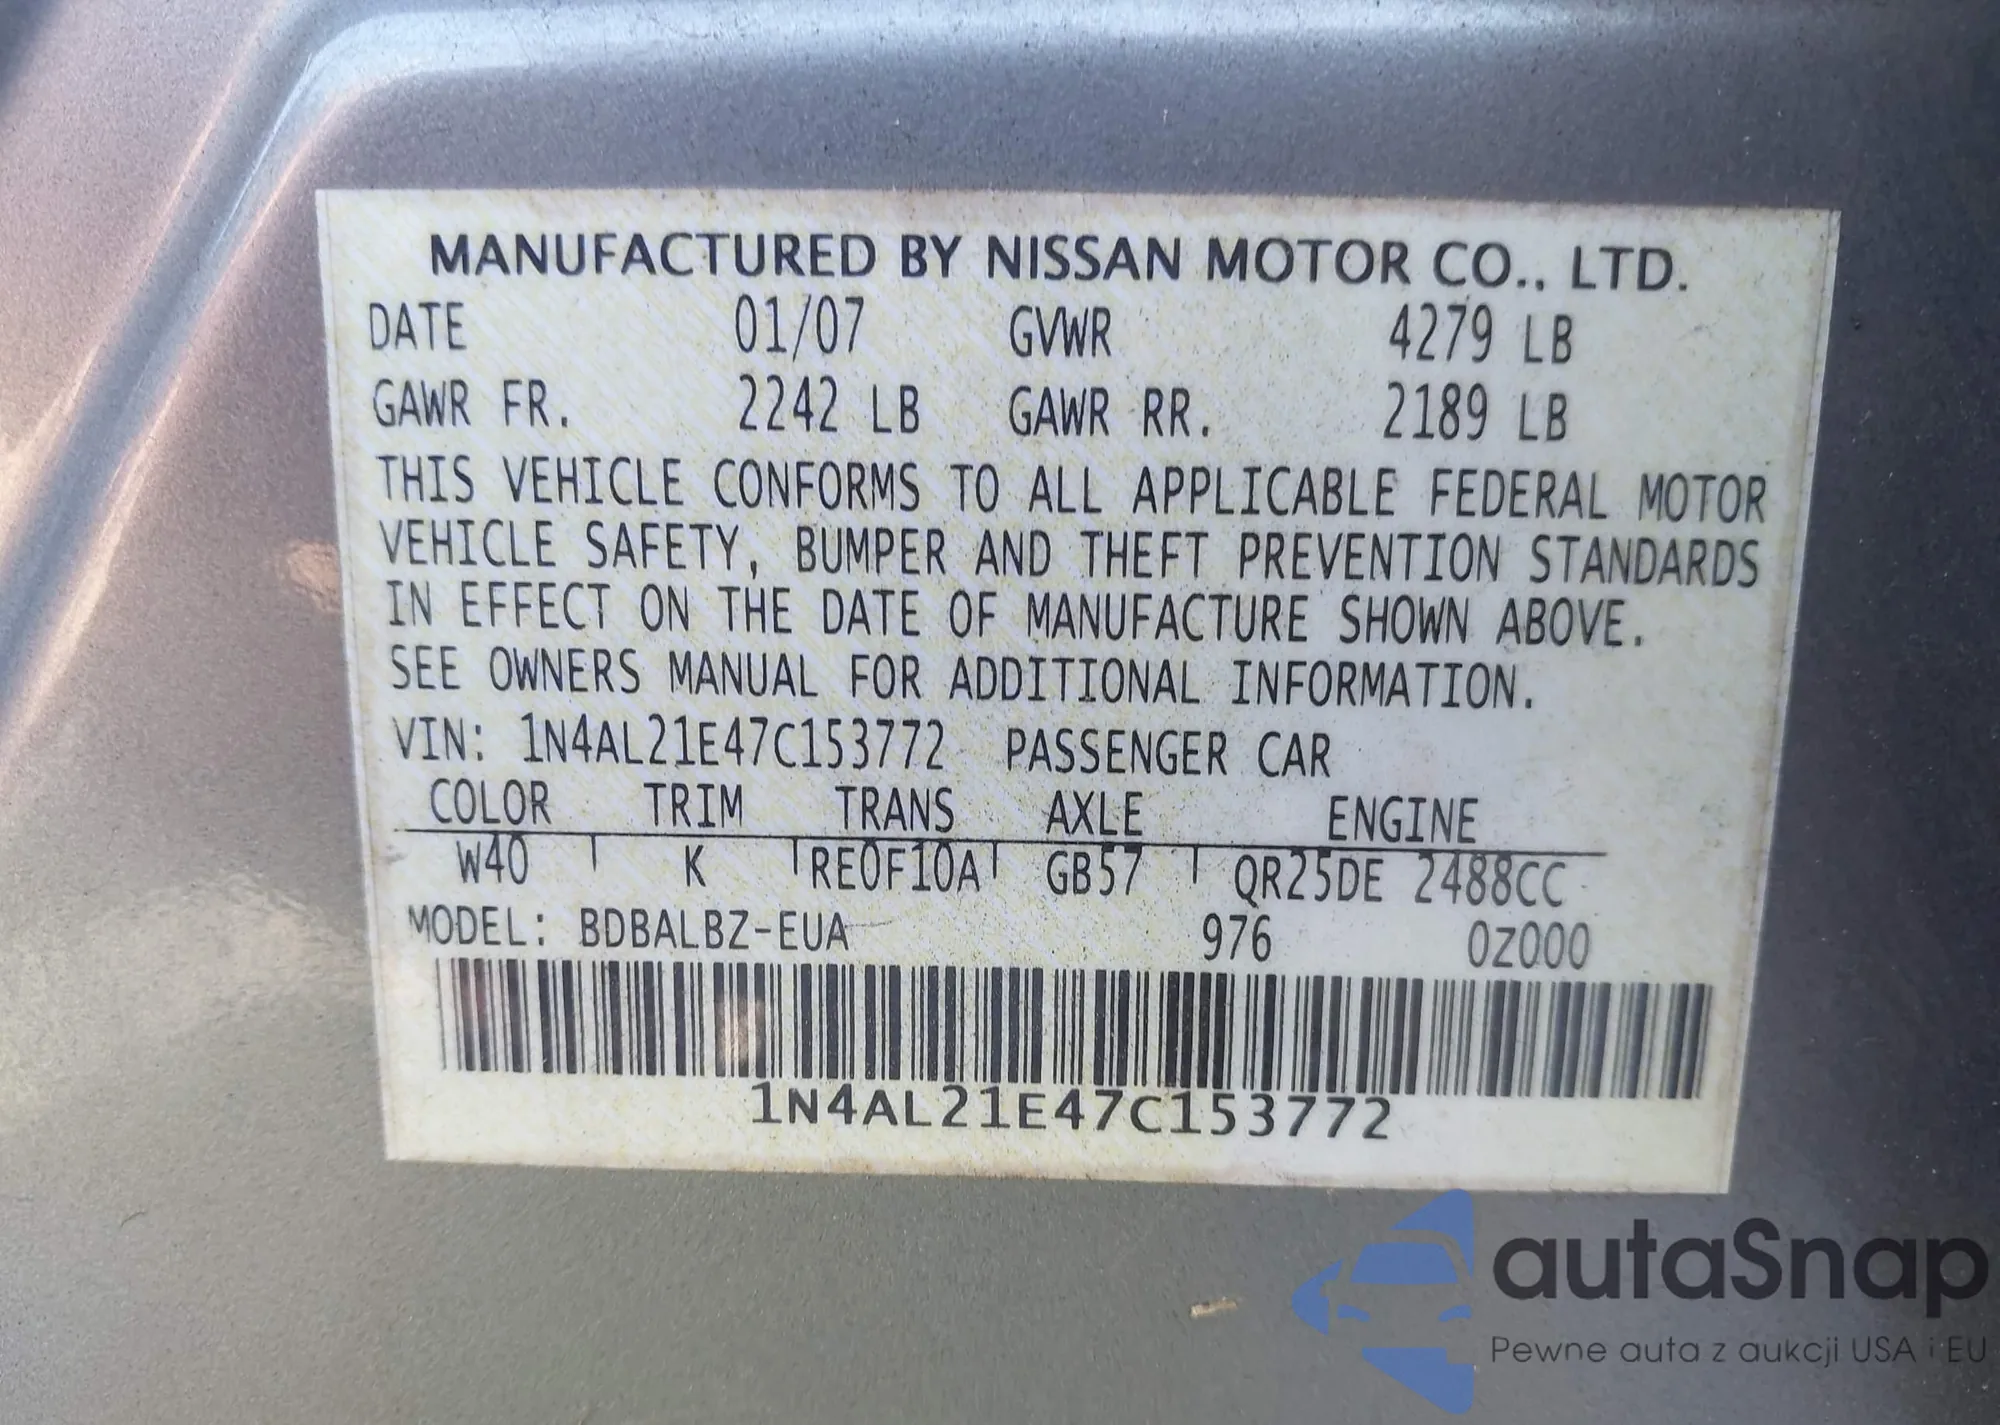 MANUFACTURED BY NISSAN MOTOR CO., LTD.
DATE 01/07 GVWR 4279 LB
GAWR FR. 2242 LB GAWR RR. 2189 LB
THIS VEHICLE CONFORMS TO ALL APPLICABLE FEDERAL MOTOR
VEHICLE SAFETY, BUMPER AND THEFT PREVENTION STANDARDS
IN EFFECT ON THE DATE OF MANUFACTURE SHOWN ABOVE.
SEE OWNERS MANUAL FOR ADDITIONAL INFORMATION.
VIN: 1N4AL21E47C153772 PASSENGER CAR
COLOR TRIM TRANS AXLE ENGINE
W40 K RE0F10A GB57 QR25DE 2488CC
MODEL: BDBALBZ-EUA 976 0Z000
1N4AL21E47C153772
autaSnap
Pewne auta z aukcji USA i EU